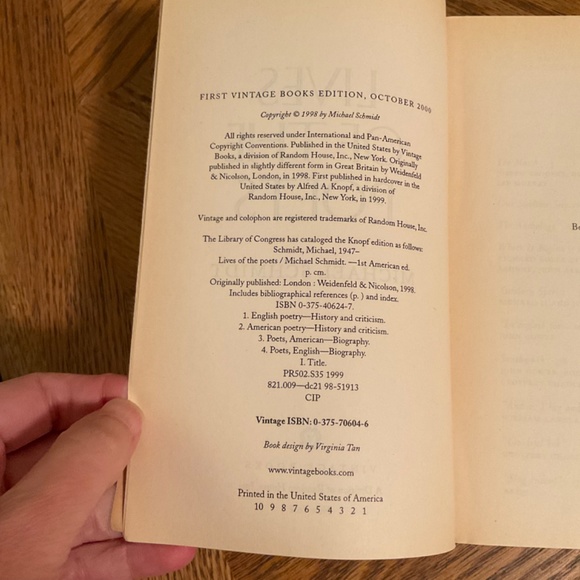 FIRST VINTAGE BOOKS EDITION, OCTOBER 2000
Copyright © 1998 by Michael Schmidt
All rights reserved under International and Pan-American
Copyright Conventions. Published in the United States by Vintage
Books, a division of Random House, Inc., New York. Originally
published in slightly different form in Great Britain by Weidenfeld
& Nicolson, London, in 1998. First published in hardcover in the
United States by Alfred A. Knopf, a division of
Random House, Inc., New York, in 1999.
Vintage and colophon are registered trademarks of Random House, Inc.
The Library of Congress has cataloged the Knopf edition as follows:
Schmidt, Michael, 1947–
Lives of the poets / Michael Schmidt. —1st American ed.
p. cm.
Originally published: London : Weidenfeld & Nicolson, 1998.
Includes bibliographical references (p. ) and index.
ISBN 0-375-40624-7.
1. English poetry—History and criticism.
2. American poetry—History and criticism.
3. Poets, American—Biography.
4. Poets, English—Biography.
I. Title.
PR502.S35 1999
821.009—dc21 98-51913
CIP
Vintage ISBN: 0-375-70604-6
Book design by Virginia Tan
www.vintagebooks.com
Printed in the United States of America
10 9 8 7 6 5 4 3 2 1